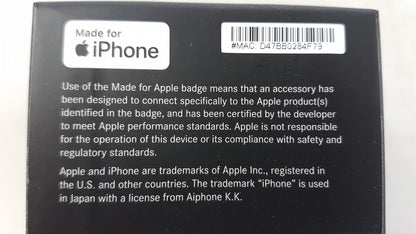 Made for
iPhone
#MAC: D47BB0284F79
Use of the Made for Apple badge means that an accessory has
been designed to connect specifically to the Apple product(s)
identified in the badge, and has been certified by the developer
to meet Apple performance standards. Apple is not responsible
for the operation of this device or its compliance with safety and
regulatory standards.
Apple and iPhone are trademarks of Apple Inc., registered in
the U.S. and other countries. The trademark “iPhone” is used
in Japan with a license from Aiphone K.K.